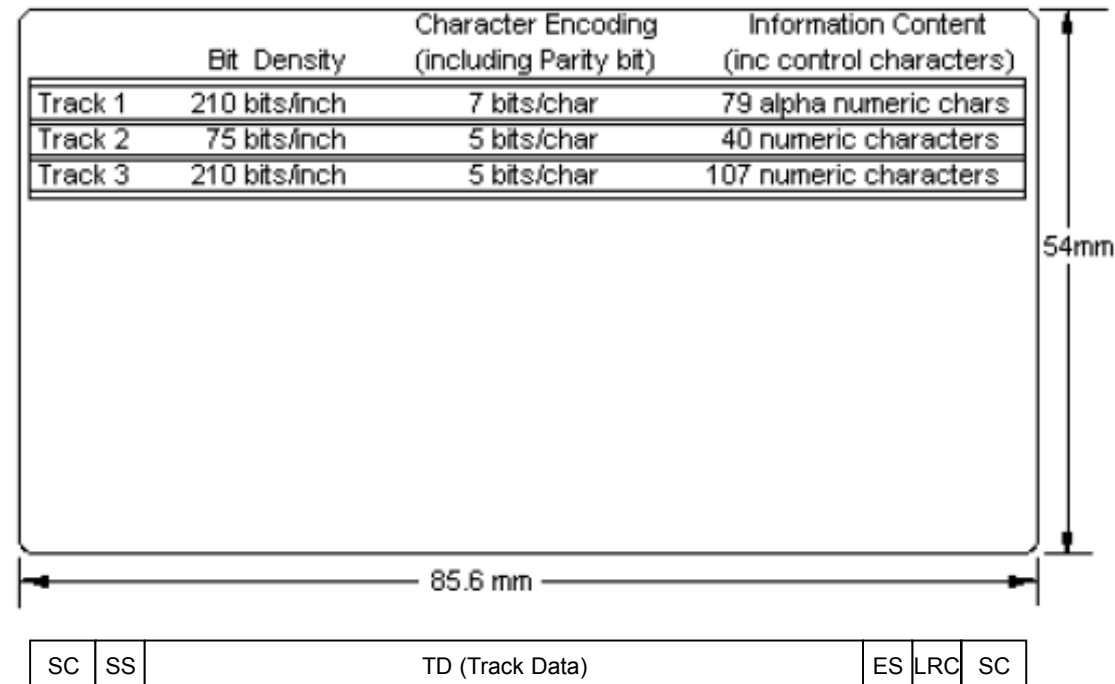 Character Encoding Information Content
Bit Density (including Parity bit) (inc control characters)
Track 1 210 bits/inch 7 bits/char 79 alpha numeric chars
Track 2 75 bits/inch 5 bits/char 40 numeric characters
Track 3 210 bits/inch 5 bits/char 107 numeric characters
54mm
85.6 mm
SC SS TD (Track Data) ES LRC SC